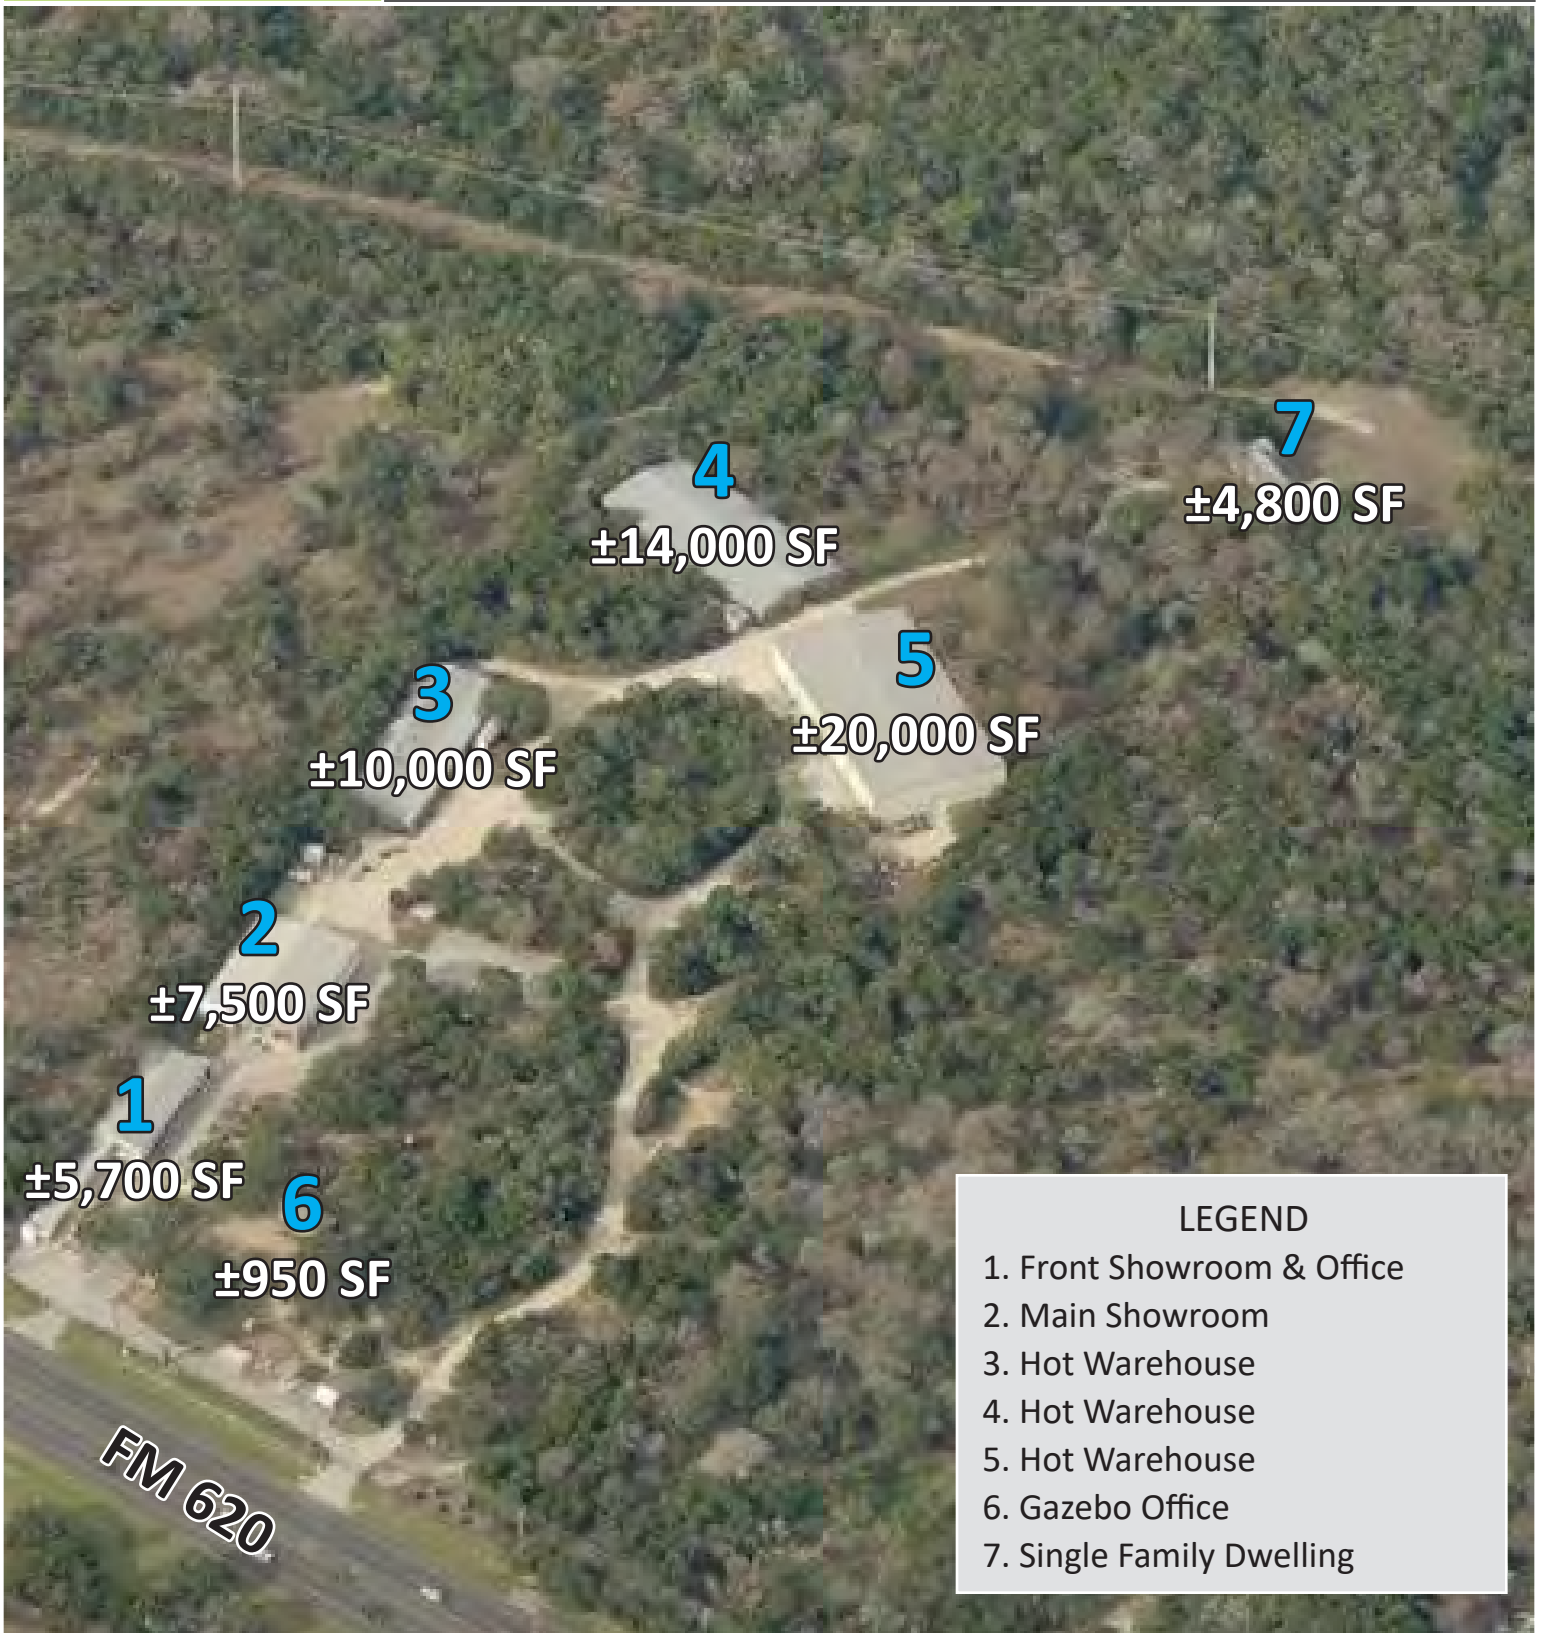 7
±4,800 SF
4
±14,000 SF
5
±20,000 SF
3
±10,000 SF
2
±7,500 SF
1
±5,700 SF
6
±950 SF
FM 620
LEGEND
1. Front Showroom & Office
2. Main Showroom
3. Hot Warehouse
4. Hot Warehouse
5. Hot Warehouse
6. Gazebo Office
7. Single Family Dwelling